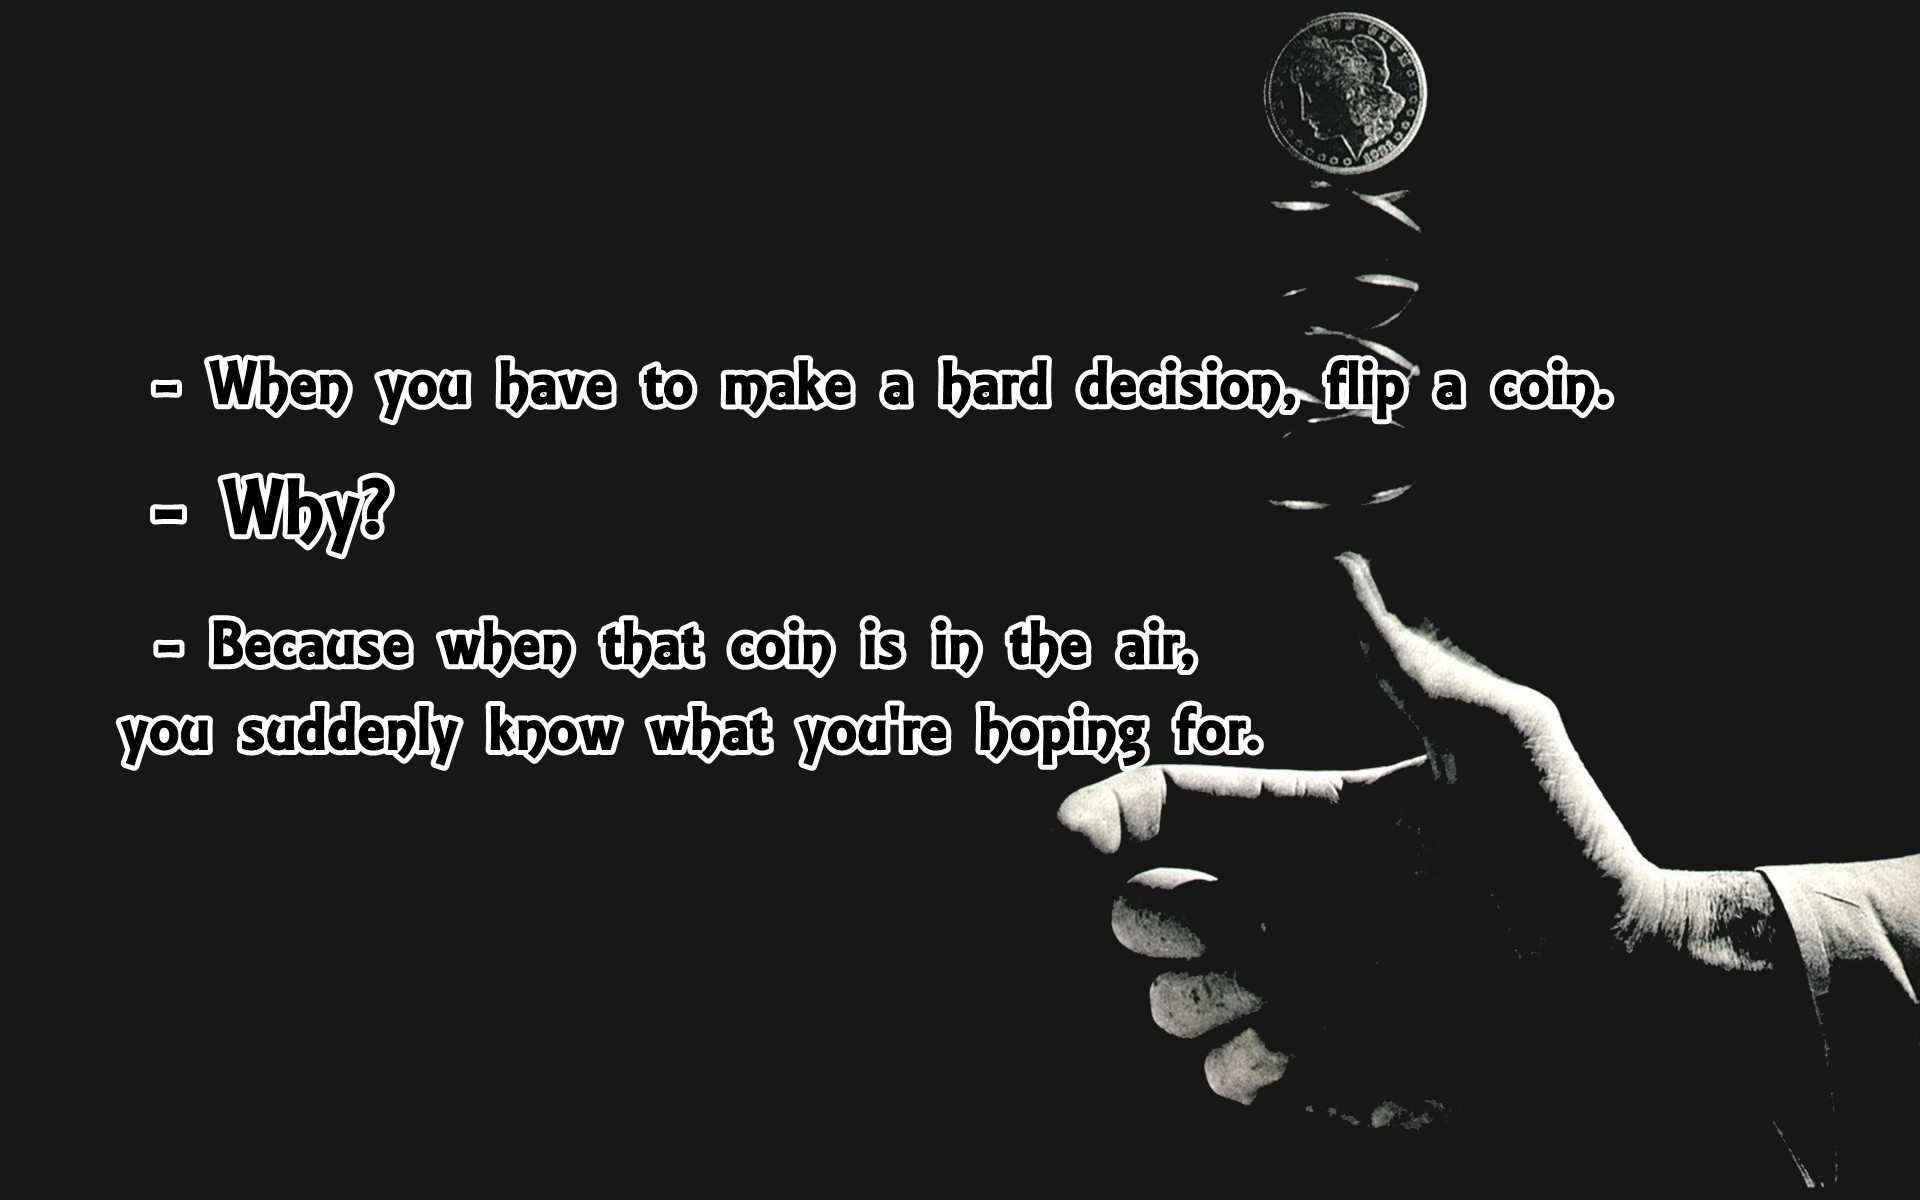 - When you have to make a hard decision, flip a coin.
- Why?
- Because when that coin is in the air,
you suddenly know what you're hoping for.
1921